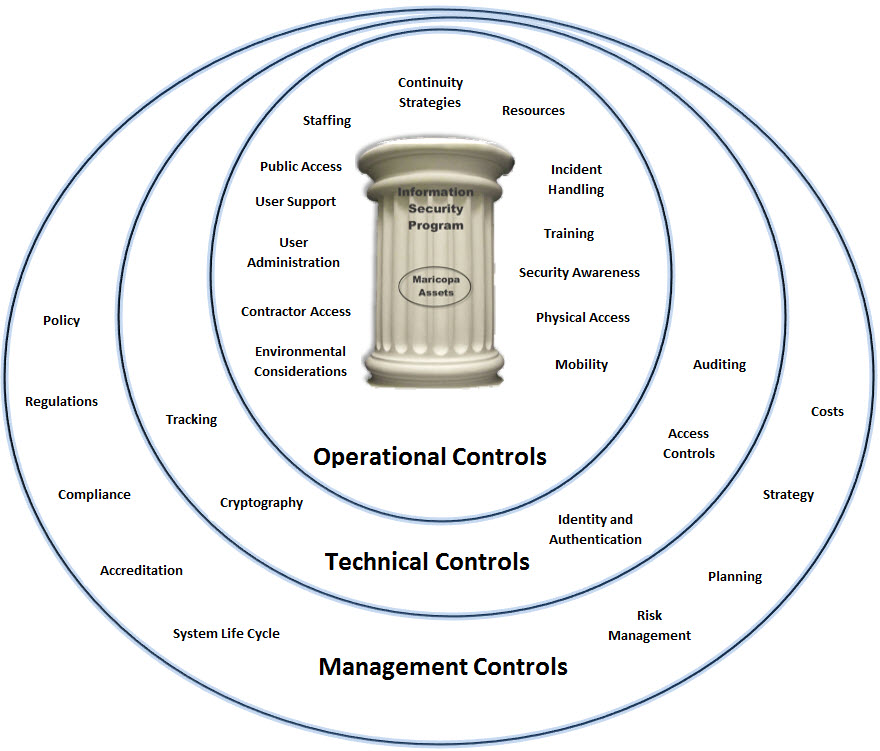 Continuity
Strategies
Resources
Staffing
Public Access
Incident
Handling
User Support
Information
Security
Program
Training
User
Administration
Security Awareness
Maricopa
Assets
Contractor Access
Physical Access
Environmental
Considerations
Mobility
Operational Controls
Auditing
Tracking
Access
Controls
Cryptography
Identity and
Authentication
Technical Controls
Policy
Regulations
Costs
Compliance
Strategy
Accreditation
Planning
System Life Cycle
Risk
Management
Management Controls